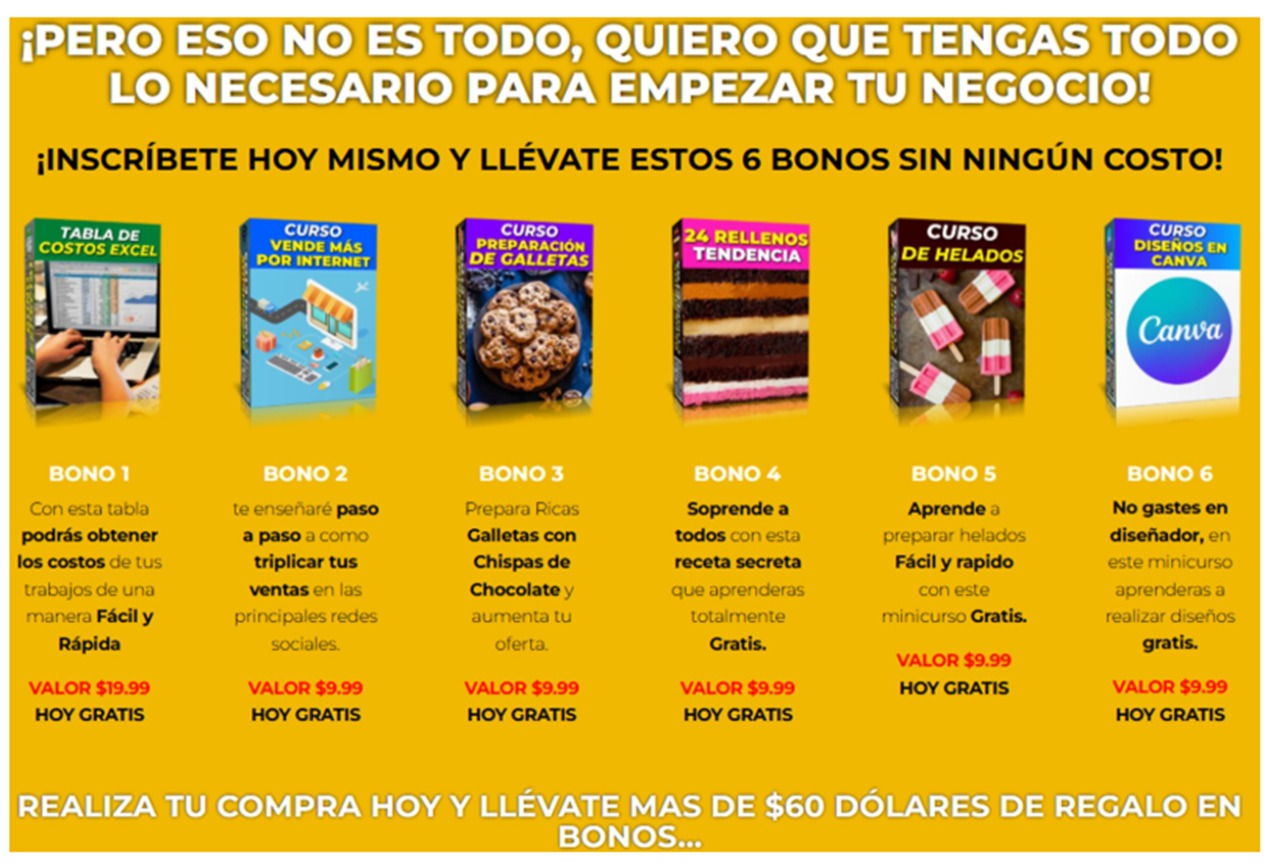 ¡PERO ESO NO ES TODO, QUIERO QUE TENGAS TODO
LO NECESARIO PARA EMPEZAR TU NEGOCIO!
¡INSCRÍBETE HOY MISMO Y LLÉVATE ESTOS 6 BONOS SIN NINGÚN COSTO!
TABLA DE
COSTOS EXCEL
CURSO
VENDE MÁS
POR INTERNET
CURSO
PREPARACIÓN
DE GALLETAS
24 RELLENOS
TENDENCIA
CURSO
DE HELADOS
CURSO
DISEÑOS EN
CANVA
Canva
BONO 1
Con esta tabla
podrás obtener
los costos de tus
trabajos de una
manera Fácil y
Rápida
VALOR $19.99
HOY GRATIS
BONO 2
te enseñaré paso
a paso a como
triplicar tus
ventas en las
principales redes
sociales.
VALOR $9.99
HOY GRATIS
BONO 3
Prepara Ricas
Galletas con
Chispas de
Chocolate y
aumenta tu
oferta.
VALOR $9.99
HOY GRATIS
BONO 4
Soprende a
todos con esta
receta secreta
que aprenderas
totalmente
Gratis.
VALOR $9.99
HOY GRATIS
BONO 5
Aprende a
preparar helados
Fácil y rapido
con este
minicurso Gratis.
VALOR $9.99
HOY GRATIS
BONO 6
No gastes en
diseñador, en
este minicurso
aprenderas a
realizar diseños
gratis.
VALOR $9.99
HOY GRATIS
REALIZA TU COMPRA HOY Y LLÉVATE MAS DE $60 DÓLARES DE REGALO EN
BONOS...